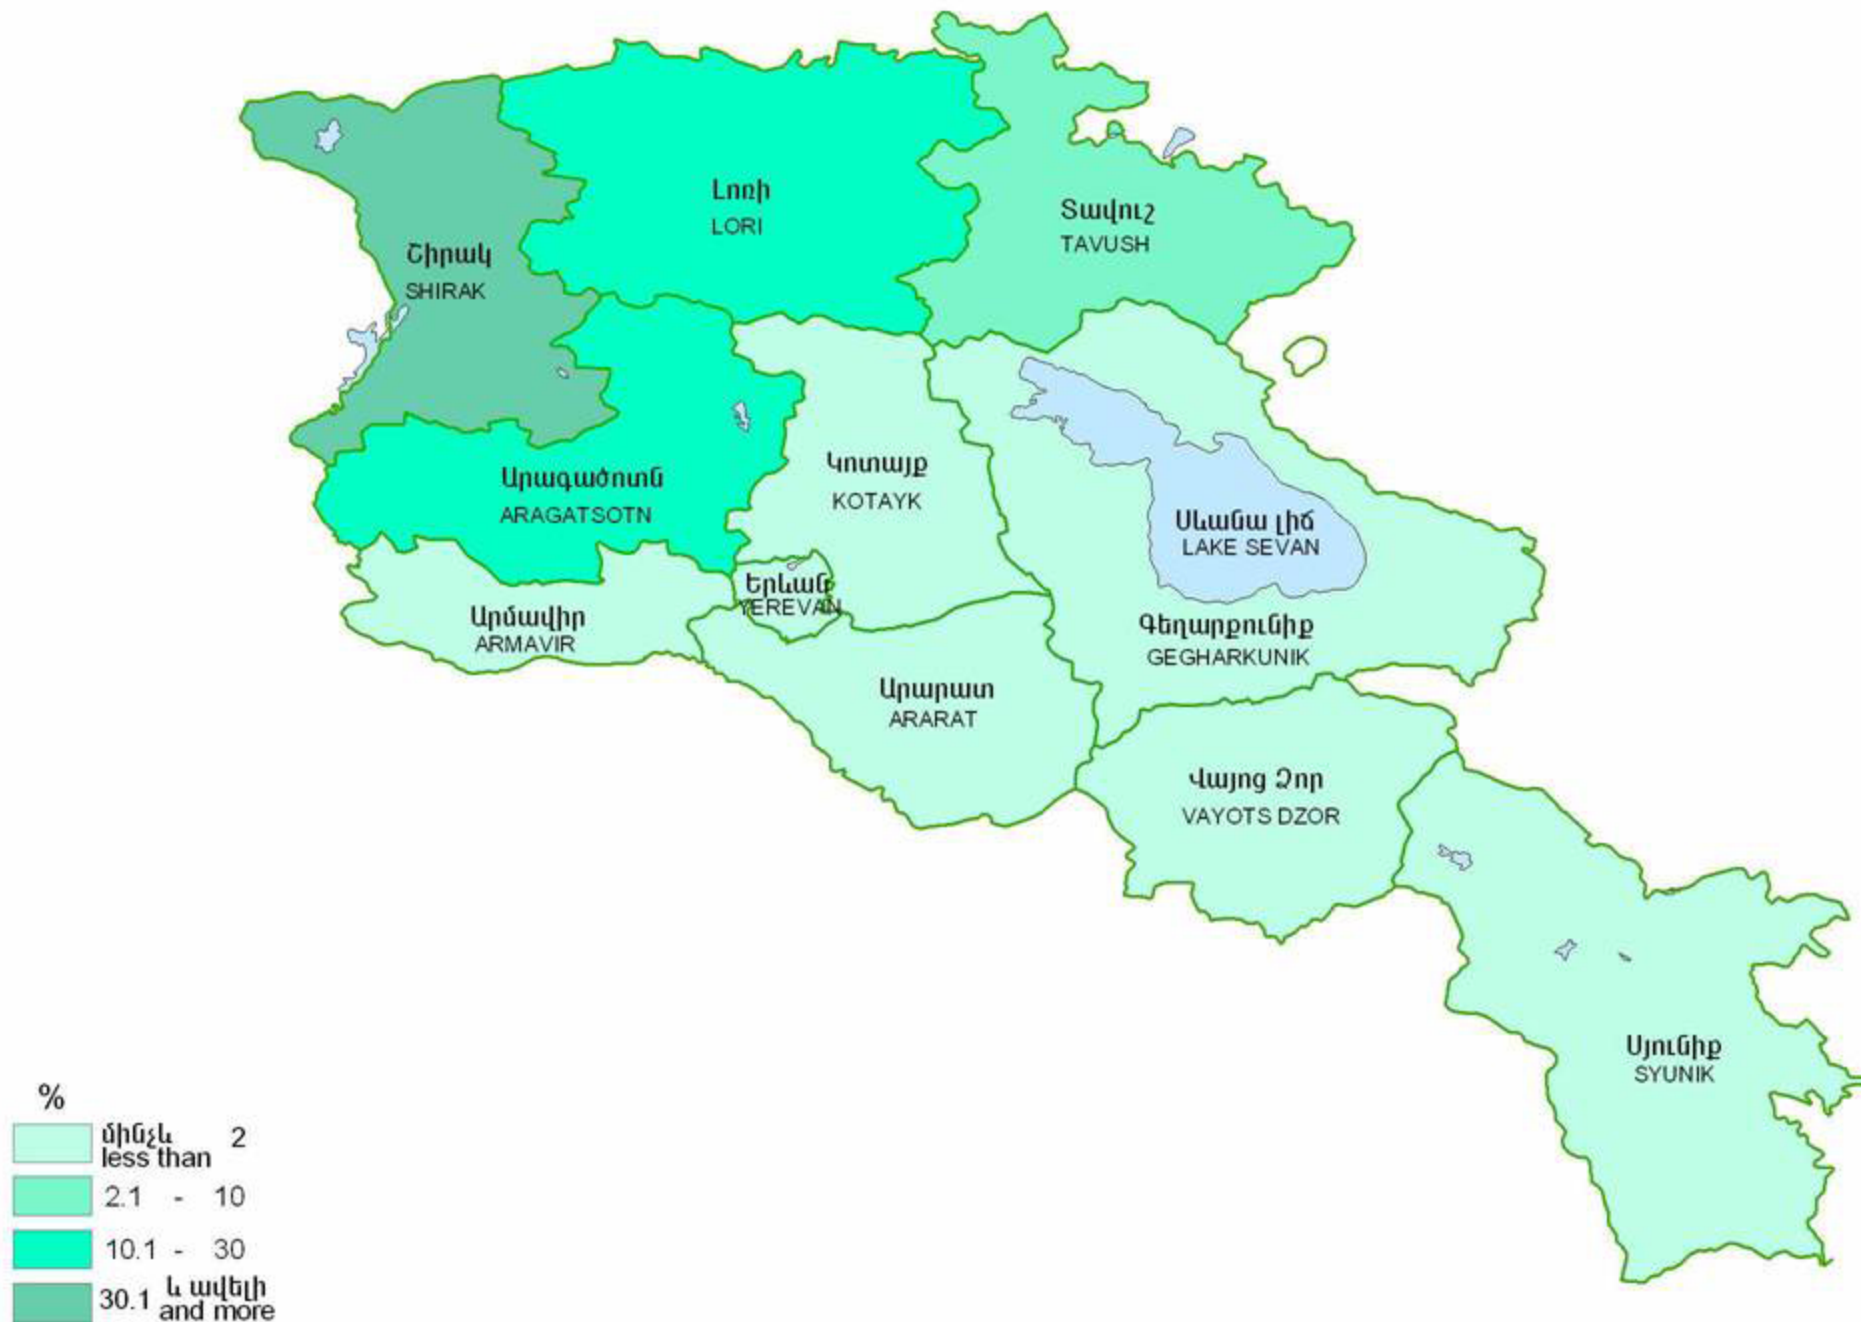 Լոռի
LORI
Տավուշ
TAVUSH
Շիրակ
SHIRAK
Արագածոտն
ARAGATSOTN
Կոտայք
KOTAYK
Սևանա լիճ
LAKE SEVAN
Երևան
YEREVAN
Արմավիր
ARMAVIR
Գեղարքունիք
GEGHARKUNIK
Արարատ
ARARAT
Վայոց Ձոր
VAYOTS DZOR
Սյունիք
SYUNIK
%
մինչև 2
less than
2.1 - 10
10.1 - 30
30.1 և ավելի
and more